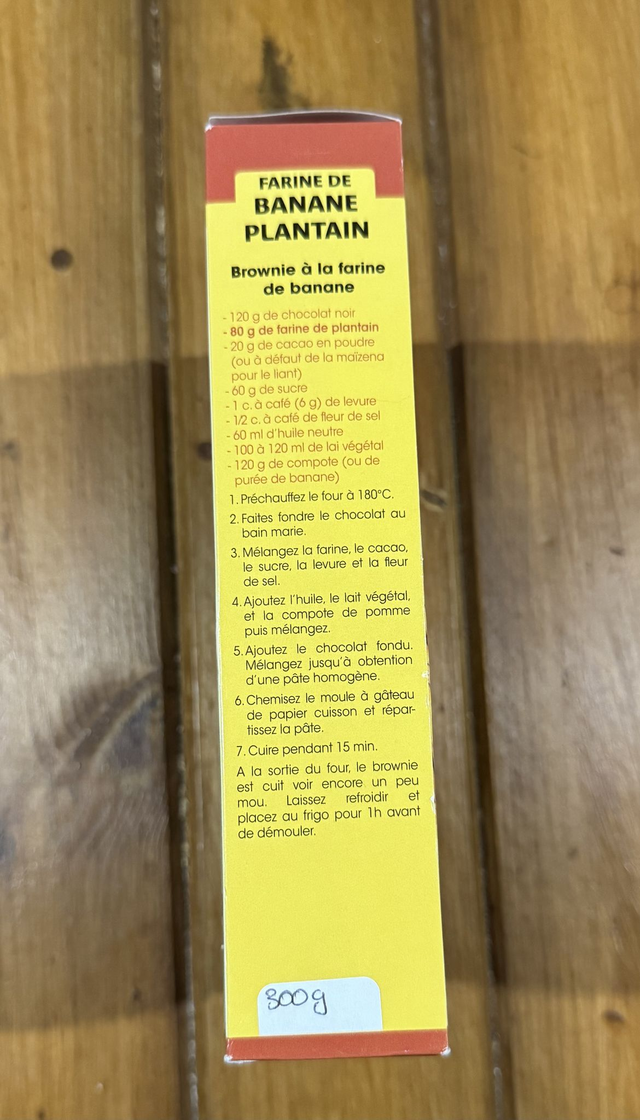 FARINE DE
BANANE
PLANTAIN
Brownie à la farine
de banane
- 120 g de chocolat noir
- 80 g de farine de plantain
- 20 g de cacao en poudre
(ou à défaut de la maïzena
pour le liant)
- 60 g de sucre
- 1 c. à café (6 g) de levure
- 1/2 c. à café de fleur de sel
- 60 ml d'huile neutre
- 100 à 120 ml de lai végétal
- 120 g de compote (ou de
purée de banane)
1. Préchauffez le four à 180°C.
2. Faites fondre le chocolat au
bain marie.
3. Mélangez la farine, le cacao,
le sucre, la levure et la fleur
de sel.
4. Ajoutez l'huile, le lait végétal,
et la compote de pomme
puis mélangez.
5. Ajoutez le chocolat fondu.
Mélangez jusqu'à obtention
d'une pâte homogène.
6. Chemisez le moule à gâteau
de papier cuisson et répar-
tissez la pâte.
7. Cuire pendant 15 min.
A la sortie du four, le brownie
est cuit voir encore un peu
mou. Laissez refroidir et
placez au frigo pour 1h avant
de démouler.
300g